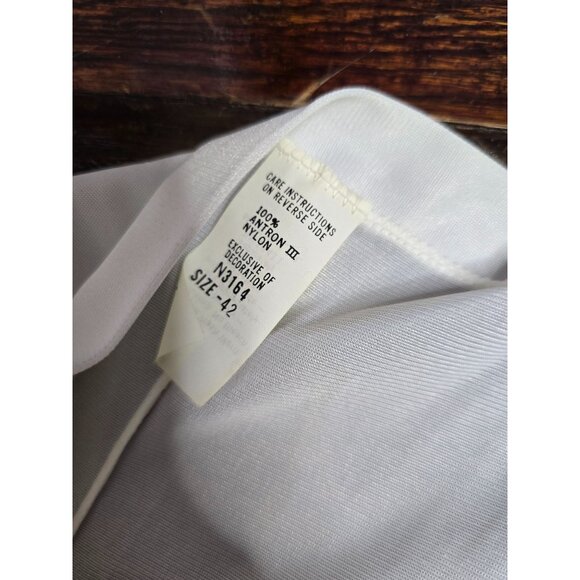 CARE INSTRUCTIONS
ON REVERSE SIDE
100%
ANTRON III
NYLON
EXCLUSIVE OF
DECORATION
N3164
SIZE-42